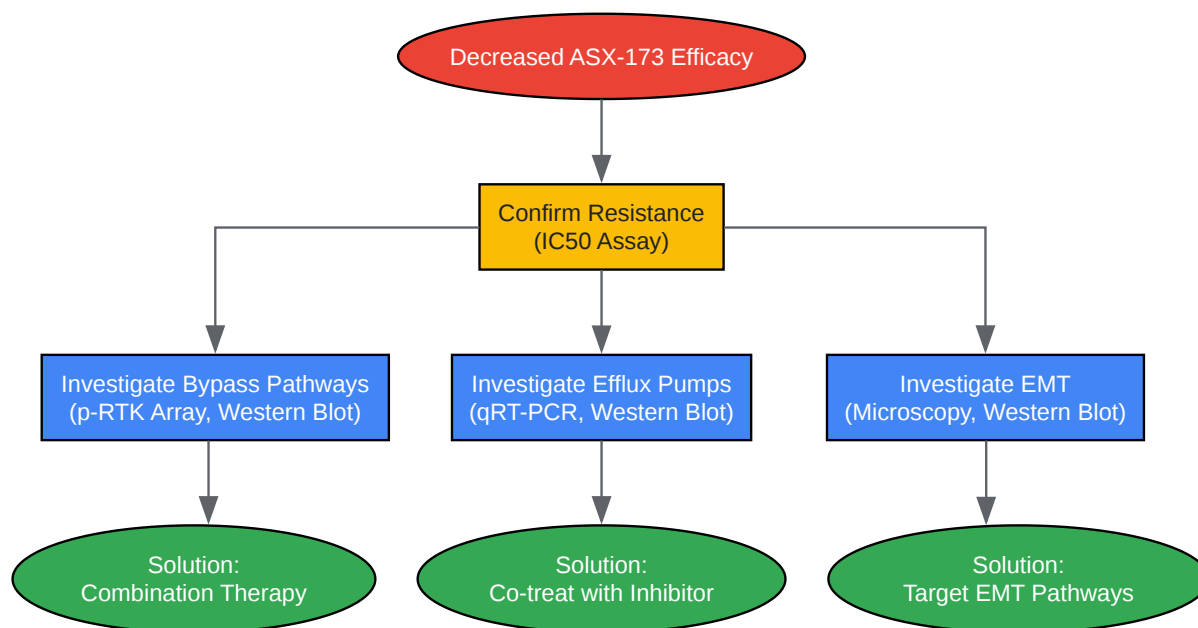 Decreased ASX-173 Efficacy
Confirm Resistance
(IC50 Assay)
Investigate Bypass Pathways
(p-RTK Array, Western Blot)
Investigate Efflux Pumps
(qRT-PCR, Western Blot)
Investigate EMT
(Microscopy, Western Blot)
Solution:
Combination Therapy
Solution:
Co-treat with Inhibitor
Solution:
Target EMT Pathways